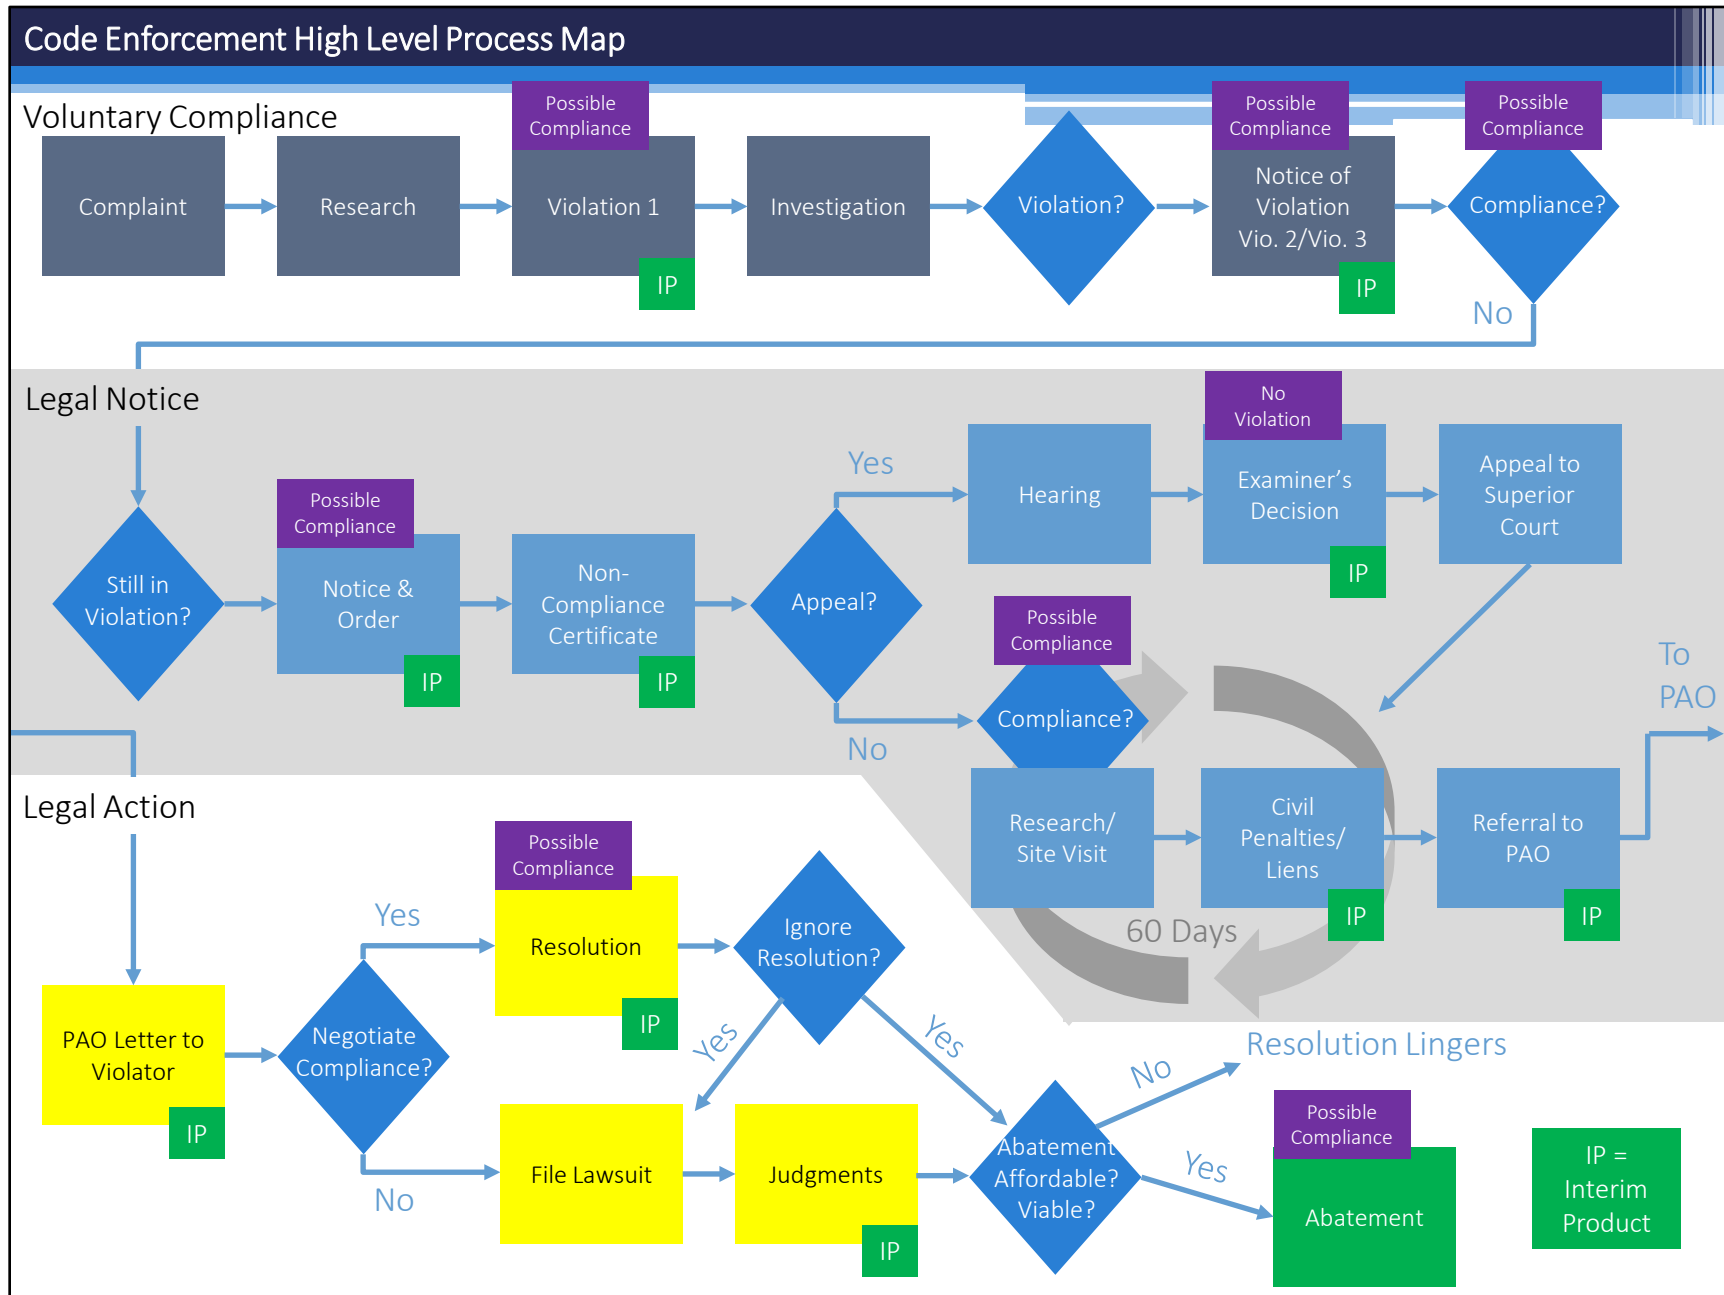 Code Enforcement High Level Process Map
Voluntary Compliance
Possible
Compliance
Possible
Compliance
Possible
Compliance
Complaint
Research
Violation 1
IP
Investigation
Violation?
Notice of
Violation
Vio. 2/Vio. 3
IP
Compliance?
No
Legal Notice
Still in
Violation?
Possible
Compliance
Notice &
Order
IP
Non-
Compliance
Certificate
IP
Appeal?
Yes
Hearing
No
Violation
Examiner’s
Decision
IP
Appeal to
Superior
Court
No
Possible
Compliance
Compliance?
Research/
Site Visit
Civil
Penalties/
Liens
IP
60 Days
Referral to
PAO
IP
To
PAO
Legal Action
PAO Letter to
Violator
IP
Negotiate
Compliance?
Yes
Possible
Compliance
Resolution
IP
Ignore
Resolution?
Yes
Yes
No
File Lawsuit
Judgments
IP
Abatement
Affordable?
Viable?
No
Resolution Lingers
Yes
Possible
Compliance
Abatement
IP =
Interim
Product